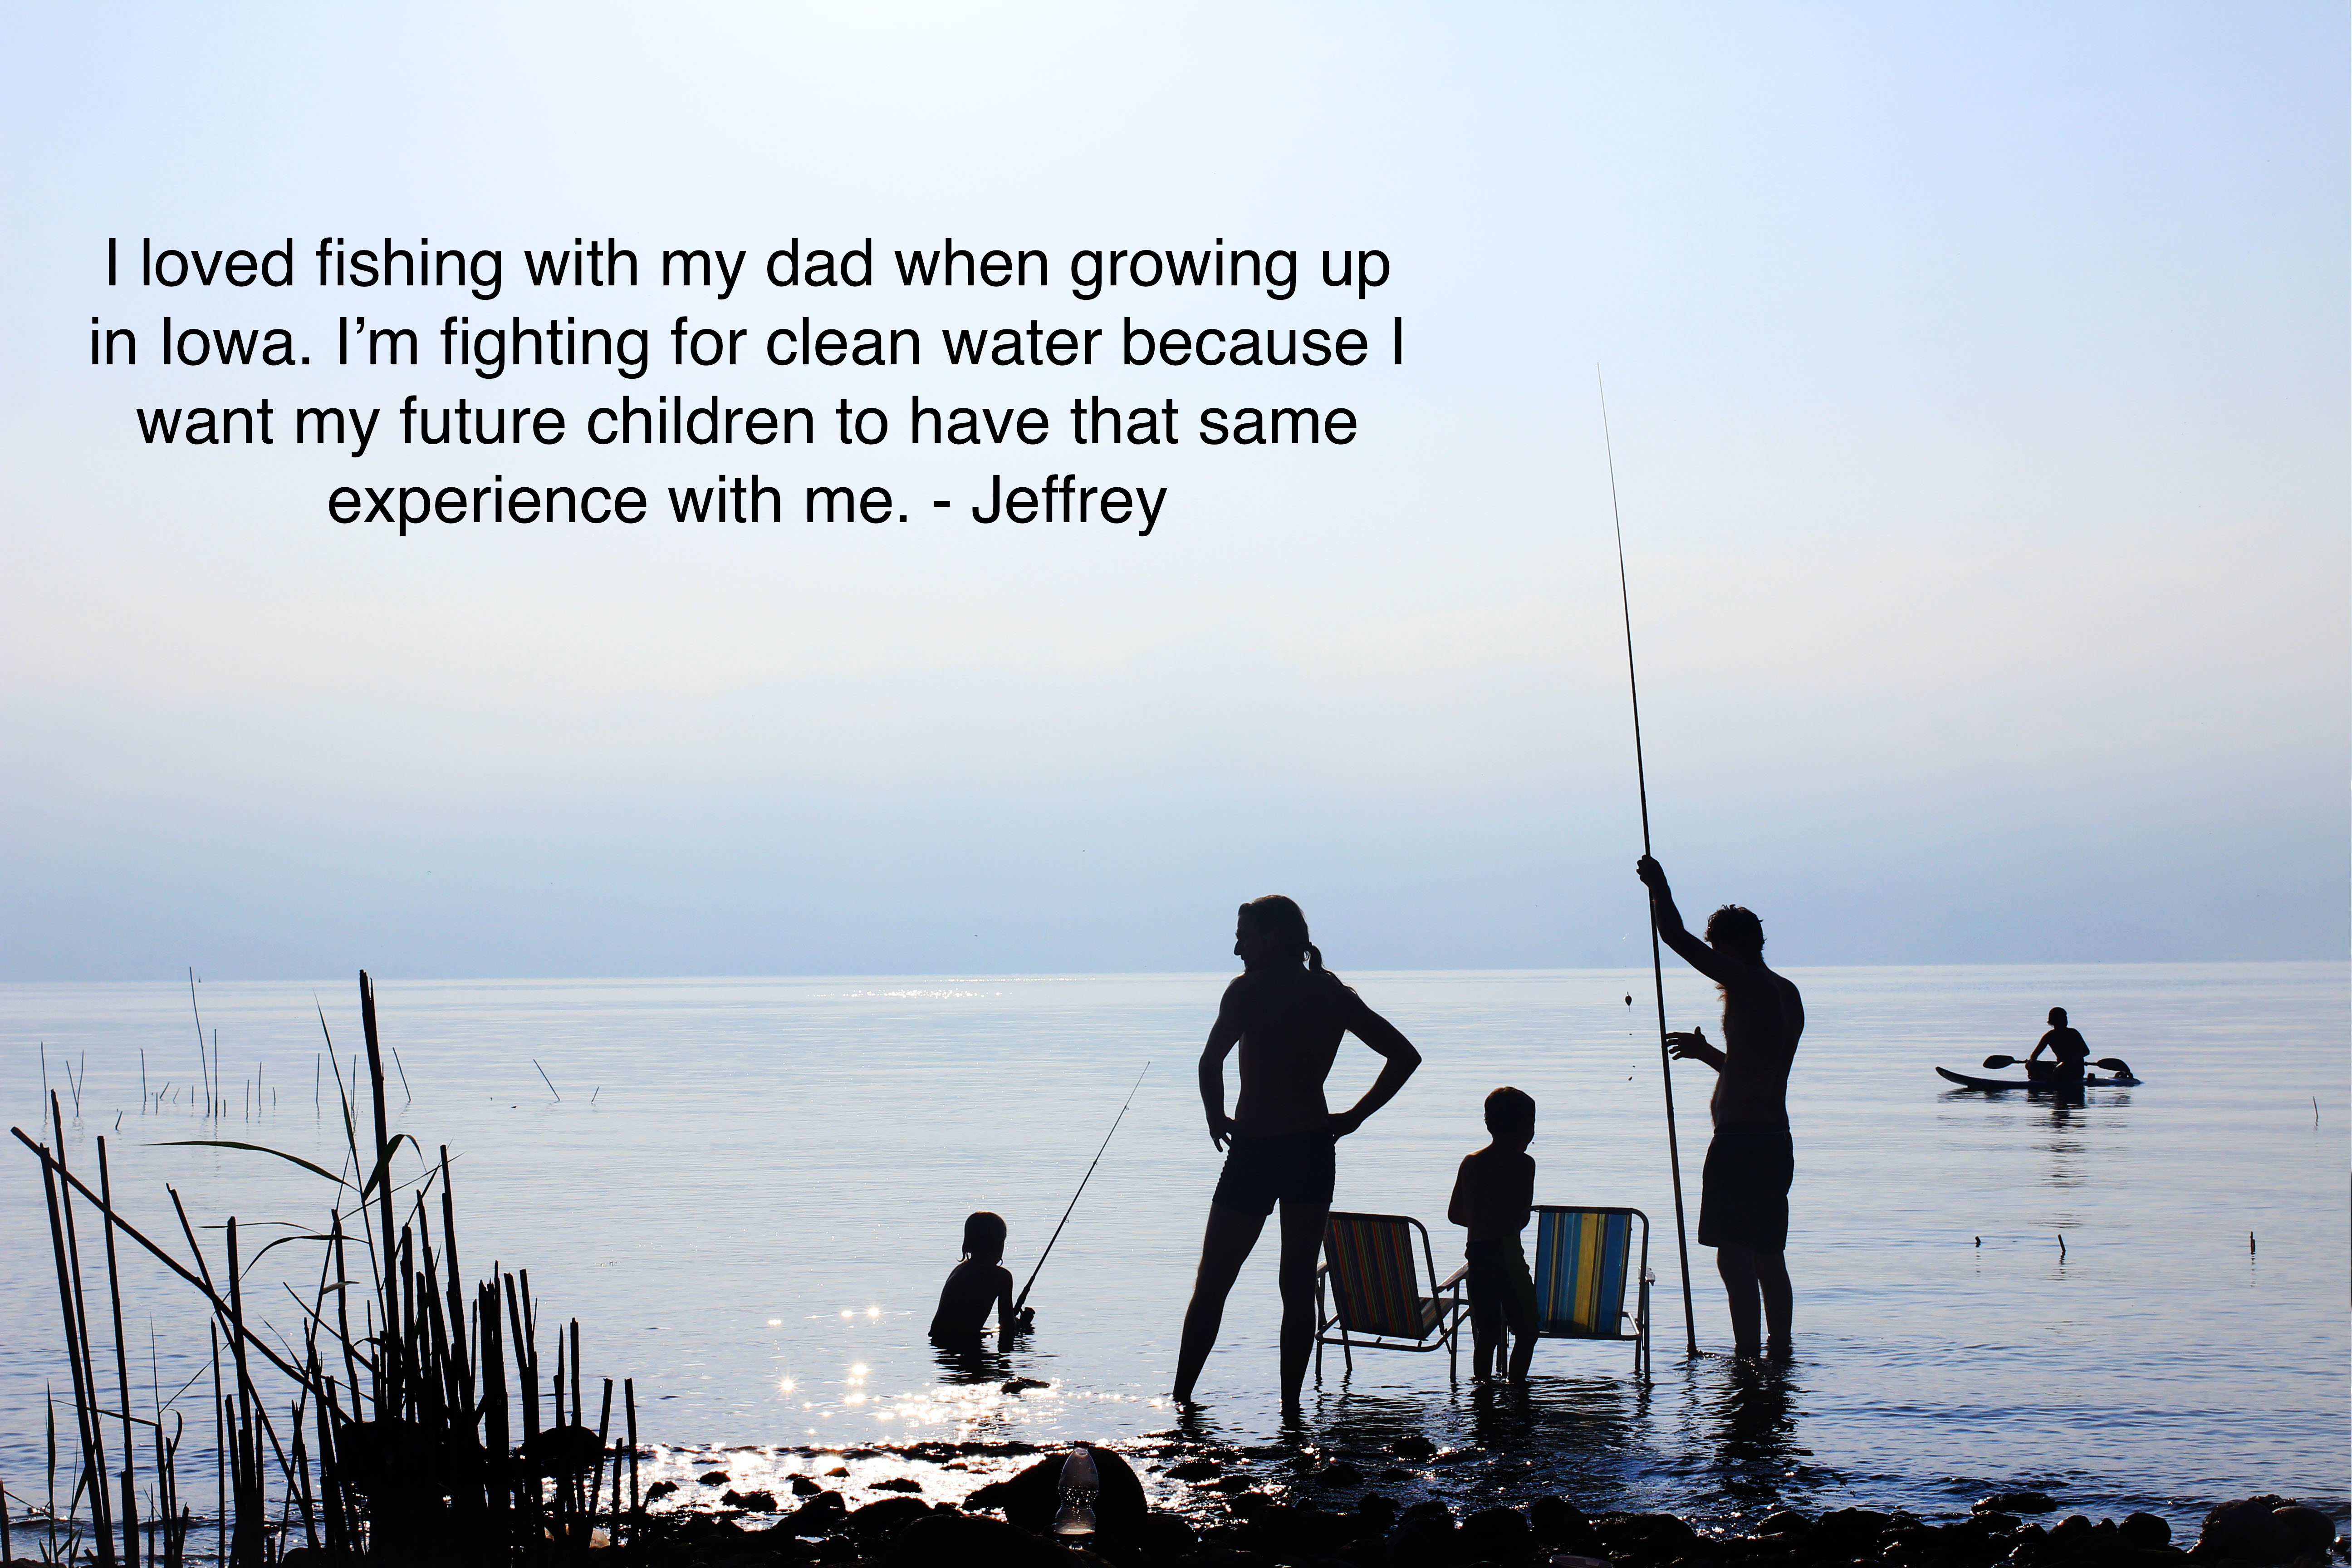 I loved fishing with my dad when growing up
in Iowa. I’m fighting for clean water because I
want my future children to have that same
experience with me. - Jeffrey